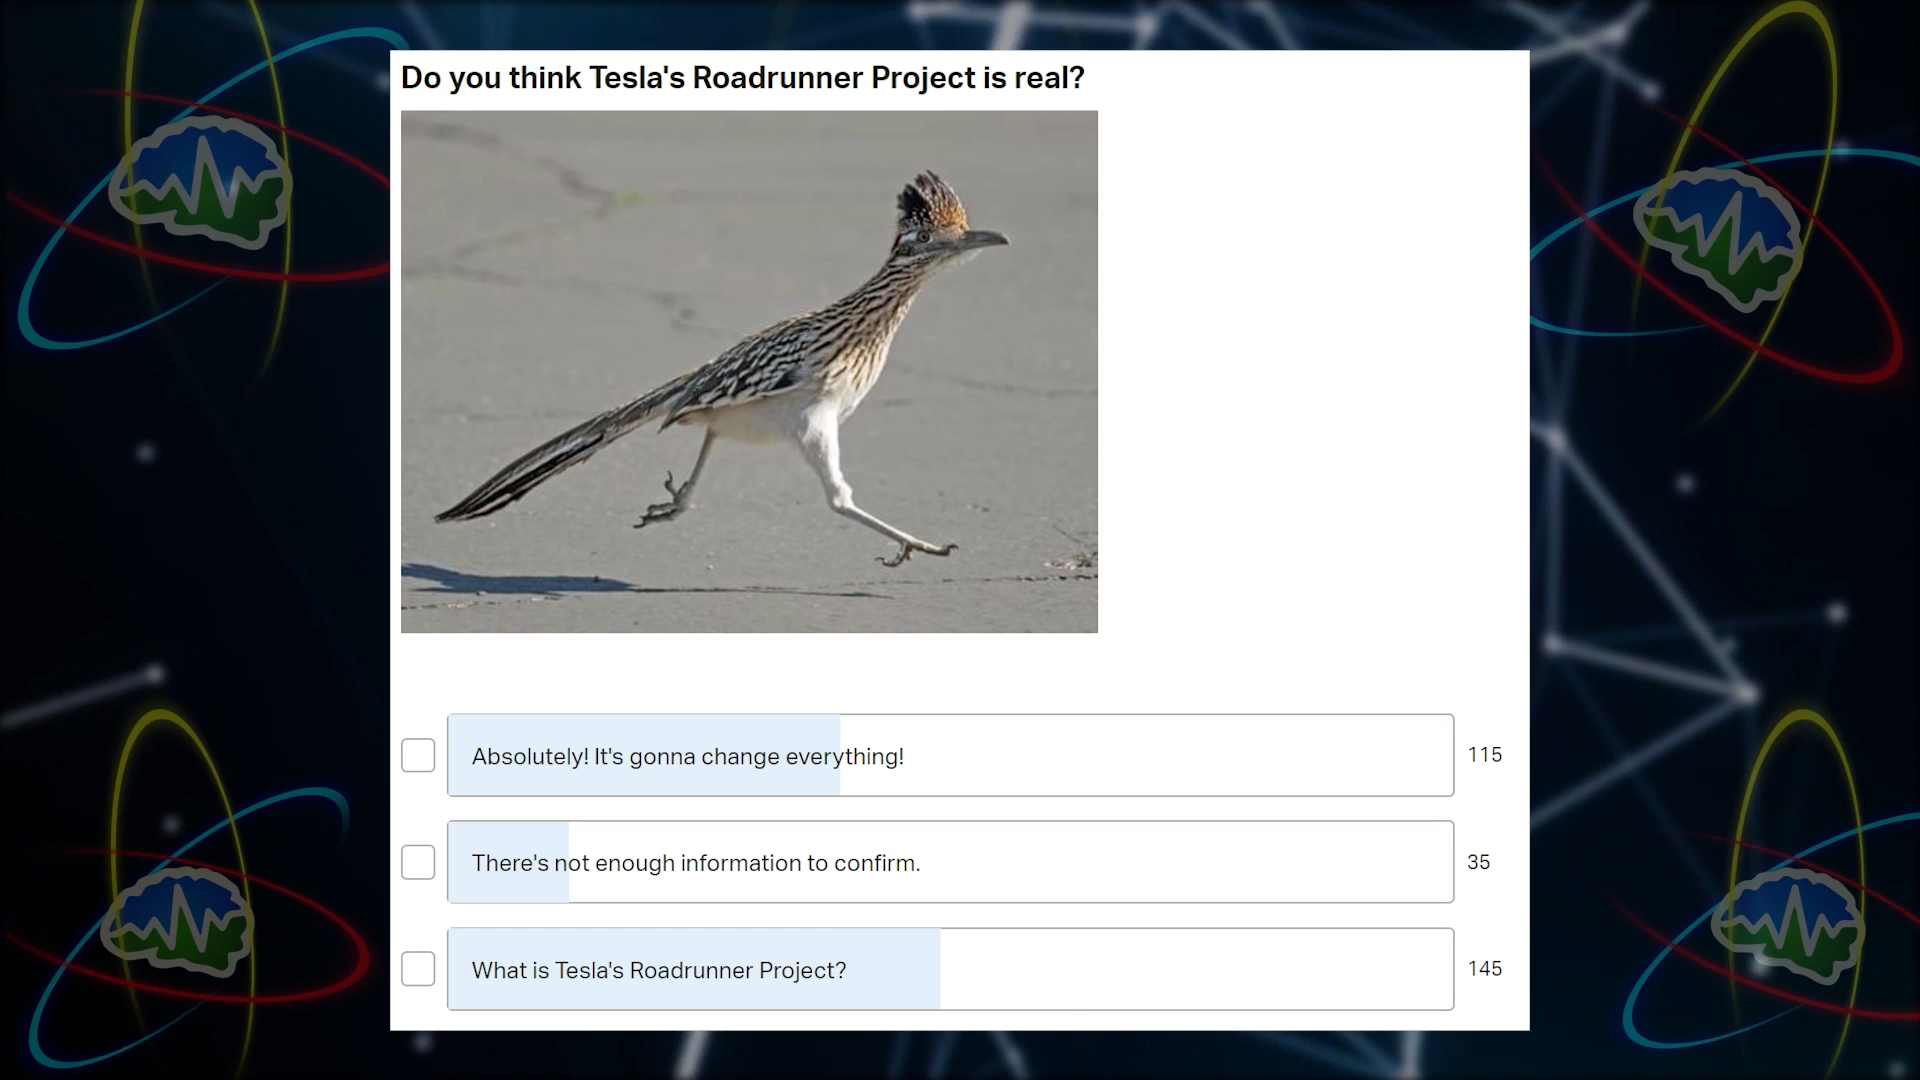 Do you think Tesla's Roadrunner Project is real?
Absolutely! It's gonna change everything!
115
There's not enough information to confirm.
35
What is Tesla's Roadrunner Project?
145